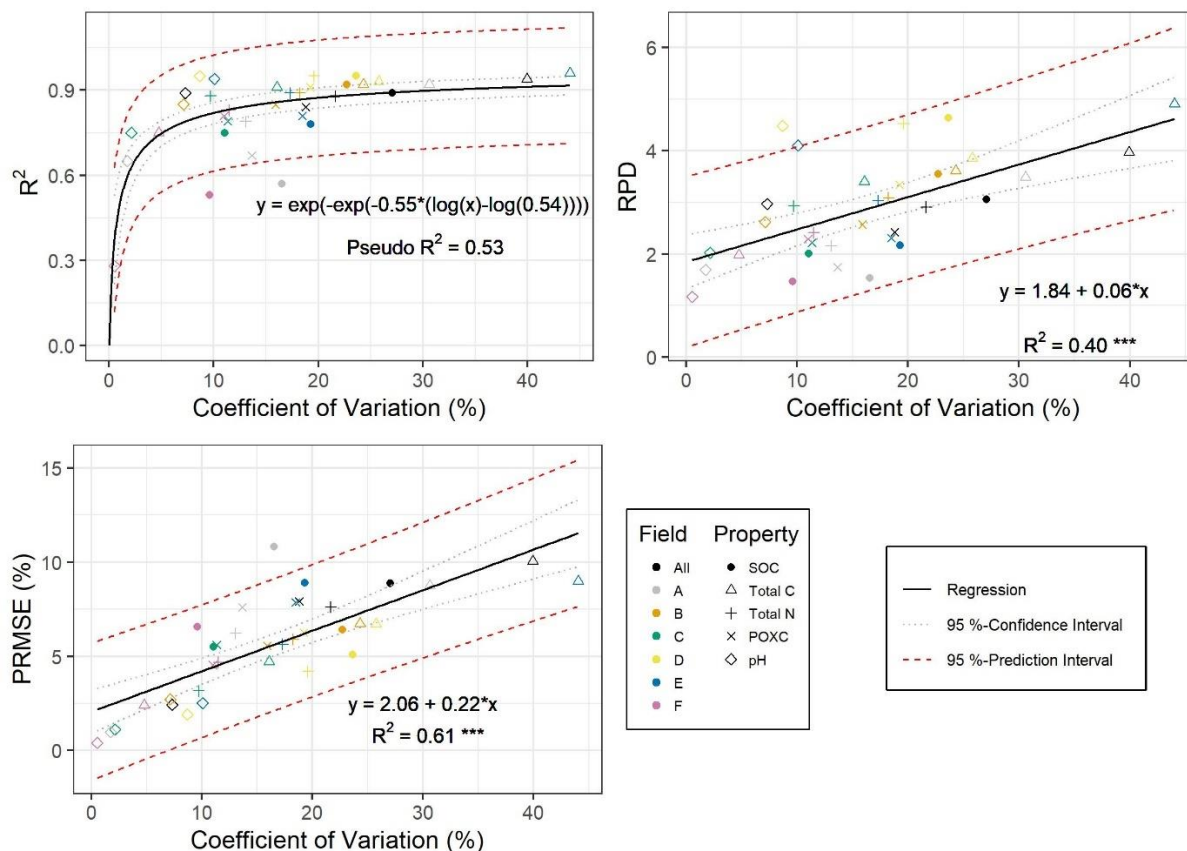 R²
0.9
0.6
0.3
0.0
y = exp(-exp(-0.55*(log(x)-log(0.54))))
Pseudo R² = 0.53
0 10 20 30 40
Coefficient of Variation (%)
RPD
6
4
2
0
y = 1.84 + 0.06*x
R² = 0.40 ***
0 10 20 30 40
Coefficient of Variation (%)
PRMSE (%)
15
10
5
0
y = 2.06 + 0.22*x
R² = 0.61 ***
0 10 20 30 40
Coefficient of Variation (%)
Field Property
All SOC
A Total C
B Total N
C POXC
D pH
E
F
Regression
95 %-Confidence Interval
95 %-Prediction Interval